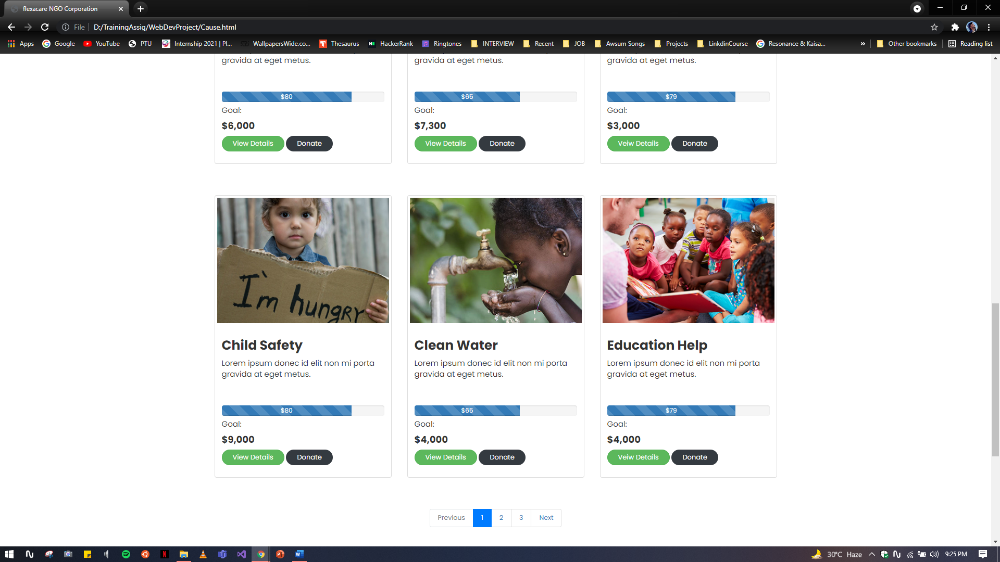 flexacare NGO Corporation
File D:/TrainingAssig/WebDevProject/Cause.html
Apps Google YouTube PTU Internship 2021 | Pl... WallpapersWide.co... Thesaurus HackerRank Ringtones INTERVIEW Recent JOB Awsum Songs Projects LinkdinCourse Resonance & Kaisa... » Other bookmarks Reading list
gravida at eget metus. gravida at eget metus. gravida at eget metus.
$80 $65 $79
Goal: Goal: Goal:
$6,000 $7,300 $3,000
View Details Donate View Details Donate Veiw Details Donate
I'm hungry
Child Safety Clean Water Education Help
Lorem ipsum donec id elit non mi porta Lorem ipsum donec id elit non mi porta Lorem ipsum donec id elit non mi porta
gravida at eget metus. gravida at eget metus. gravida at eget metus.
$80 $65 $79
Goal: Goal: Goal:
$9,000 $4,000 $4,000
View Details Donate View Details Donate Veiw Details Donate
Previous 1 2 3 Next
30°C Haze 9:25 PM